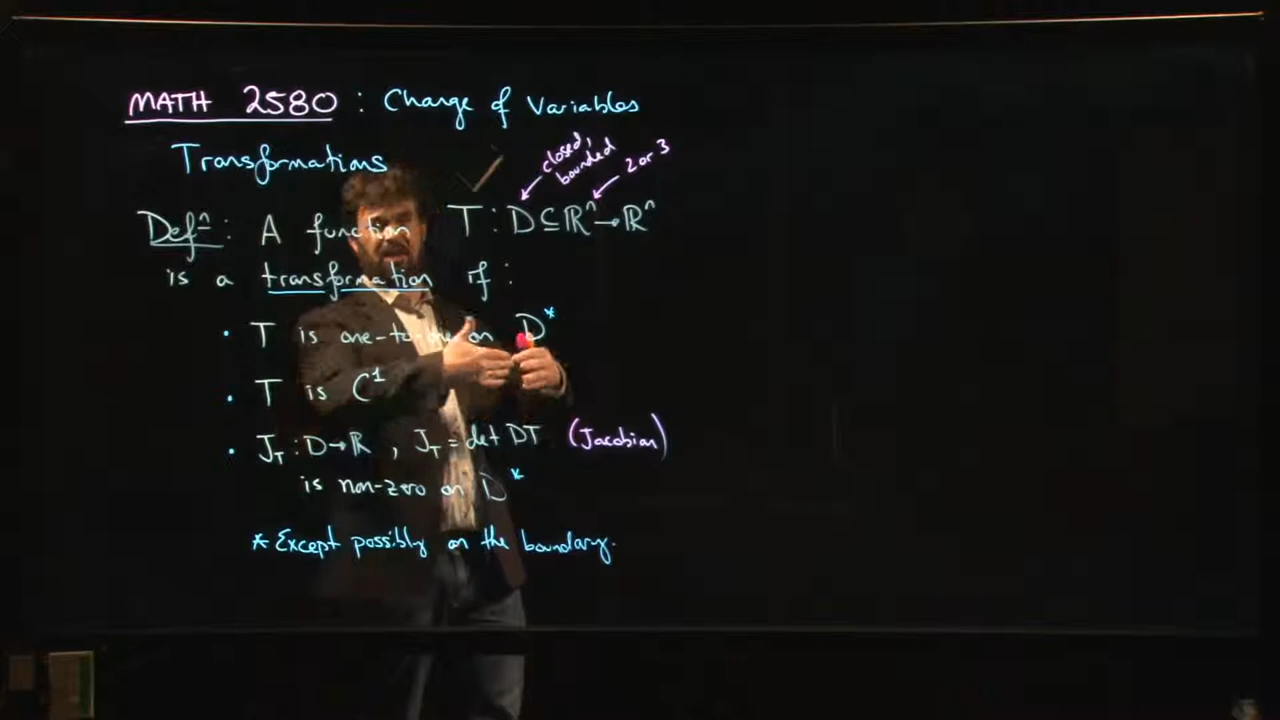 MATH 2580 : Change of Variables
Transformations
closed, bounded
2 or 3
Defⁿ : A function T : D ⊆ ℝⁿ → ℝⁿ
is a transformation if :
• T is one-to-one on D*
• T is C¹
• J_T : D → ℝ , J_T = det DT (Jacobian)
is non-zero on D*
* Except possibly on the boundary.